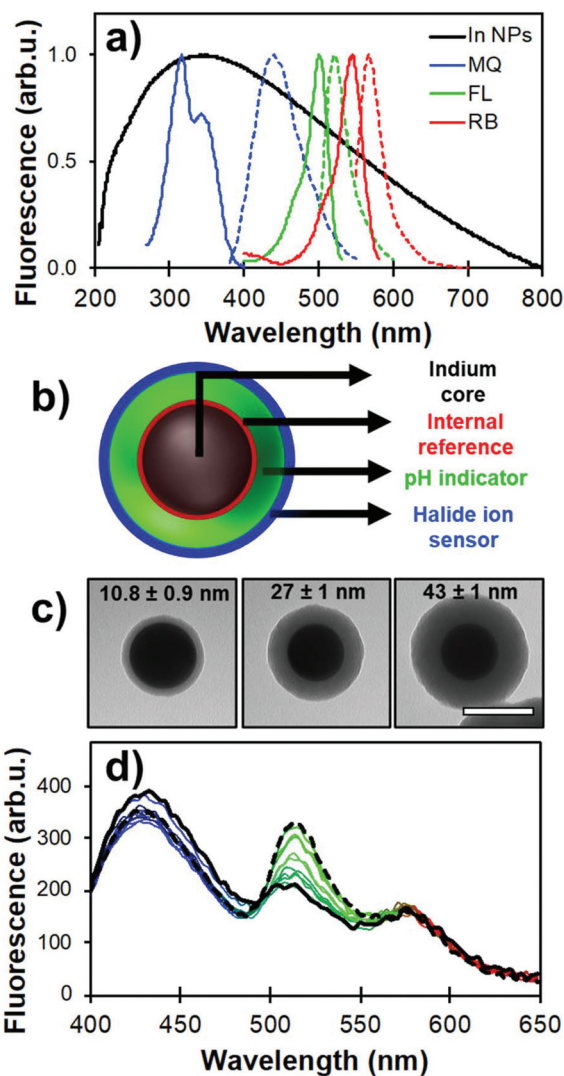 a)
Fluorescence (arb.u.)
1.0
0.5
0.0
In NPs
MQ
FL
RB
200 300 400 500 600 700 800
Wavelength (nm)
b)
Indium
core
Internal
reference
pH indicator
Halide ion
sensor
c)
10.8 ± 0.9 nm
27 ± 1 nm
43 ± 1 nm
d)
Fluorescence (arb.u.)
400
300
200
100
0
400 450 500 550 600 650
Wavelength (nm)